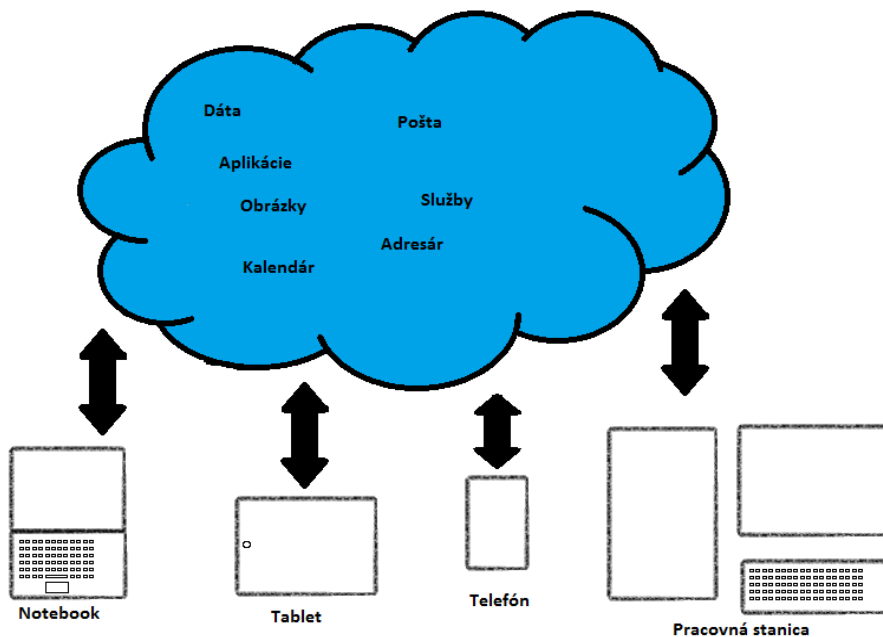 Dáta
Pošta
Aplikácie
Obrázky
Služby
Adresár
Kalendár
Notebook
Tablet
Telefón
Pracovná stanica